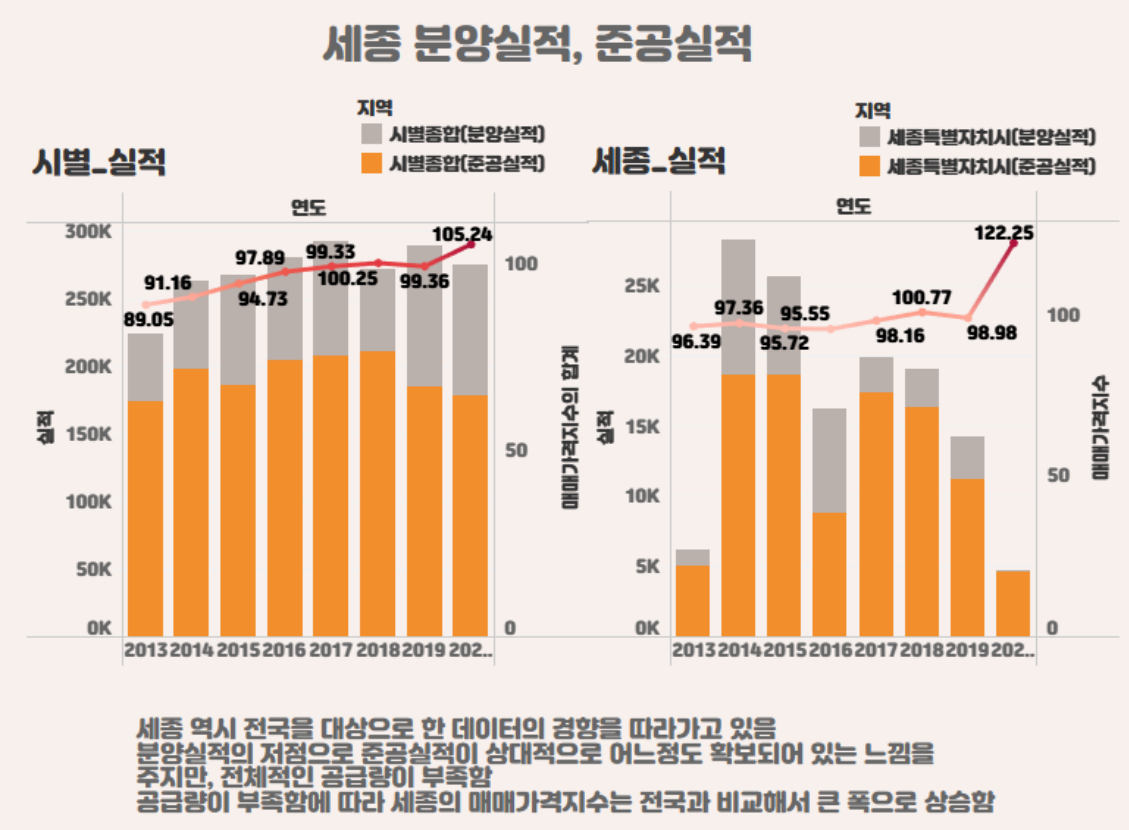 세종 분양실적, 준공실적
시별_실적
지역
시별종합(분양실적)
시별종합(준공실적)
연도
300K
250K
200K
150K
100K
50K
0K
실적
89.05
91.16
94.73
97.89
99.33
100.25
99.36
105.24
100
50
0
매매가격지수의 합계
2013 2014 2015 2016 2017 2018 2019 202..
세종_실적
지역
세종특별자치시(분양실적)
세종특별자치시(준공실적)
연도
25K
20K
15K
10K
5K
0K
실적
96.39
97.36
95.72
95.55
98.16
100.77
98.98
122.25
100
50
0
매매가격지수
2013 2014 2015 2016 2017 2018 2019 202..
세종 역시 전국을 대상으로 한 데이터의 경향을 따라가고 있음
분양실적의 저점으로 준공실적이 상대적으로 어느정도 확보되어 있는 느낌을
주지만, 전체적인 공급량이 부족함
공급량이 부족함에 따라 세종의 매매가격지수는 전국과 비교해서 큰 폭으로 상승함